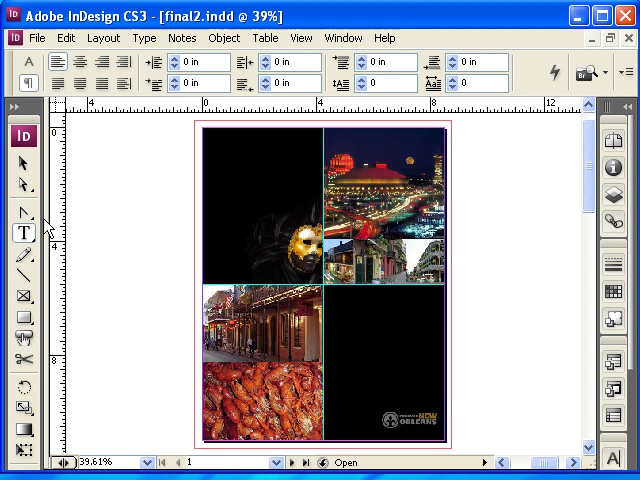 Adobe InDesign CS3 - [final2.indd @ 39%]
File Edit Layout Type Notes Object Table View Window Help
0 in 0 in 0 in 0 in
0 in 0 in 0 in 0
4 0 4 8 12
0
4
8
NEW
ORLEANS
39.61% 1 Open